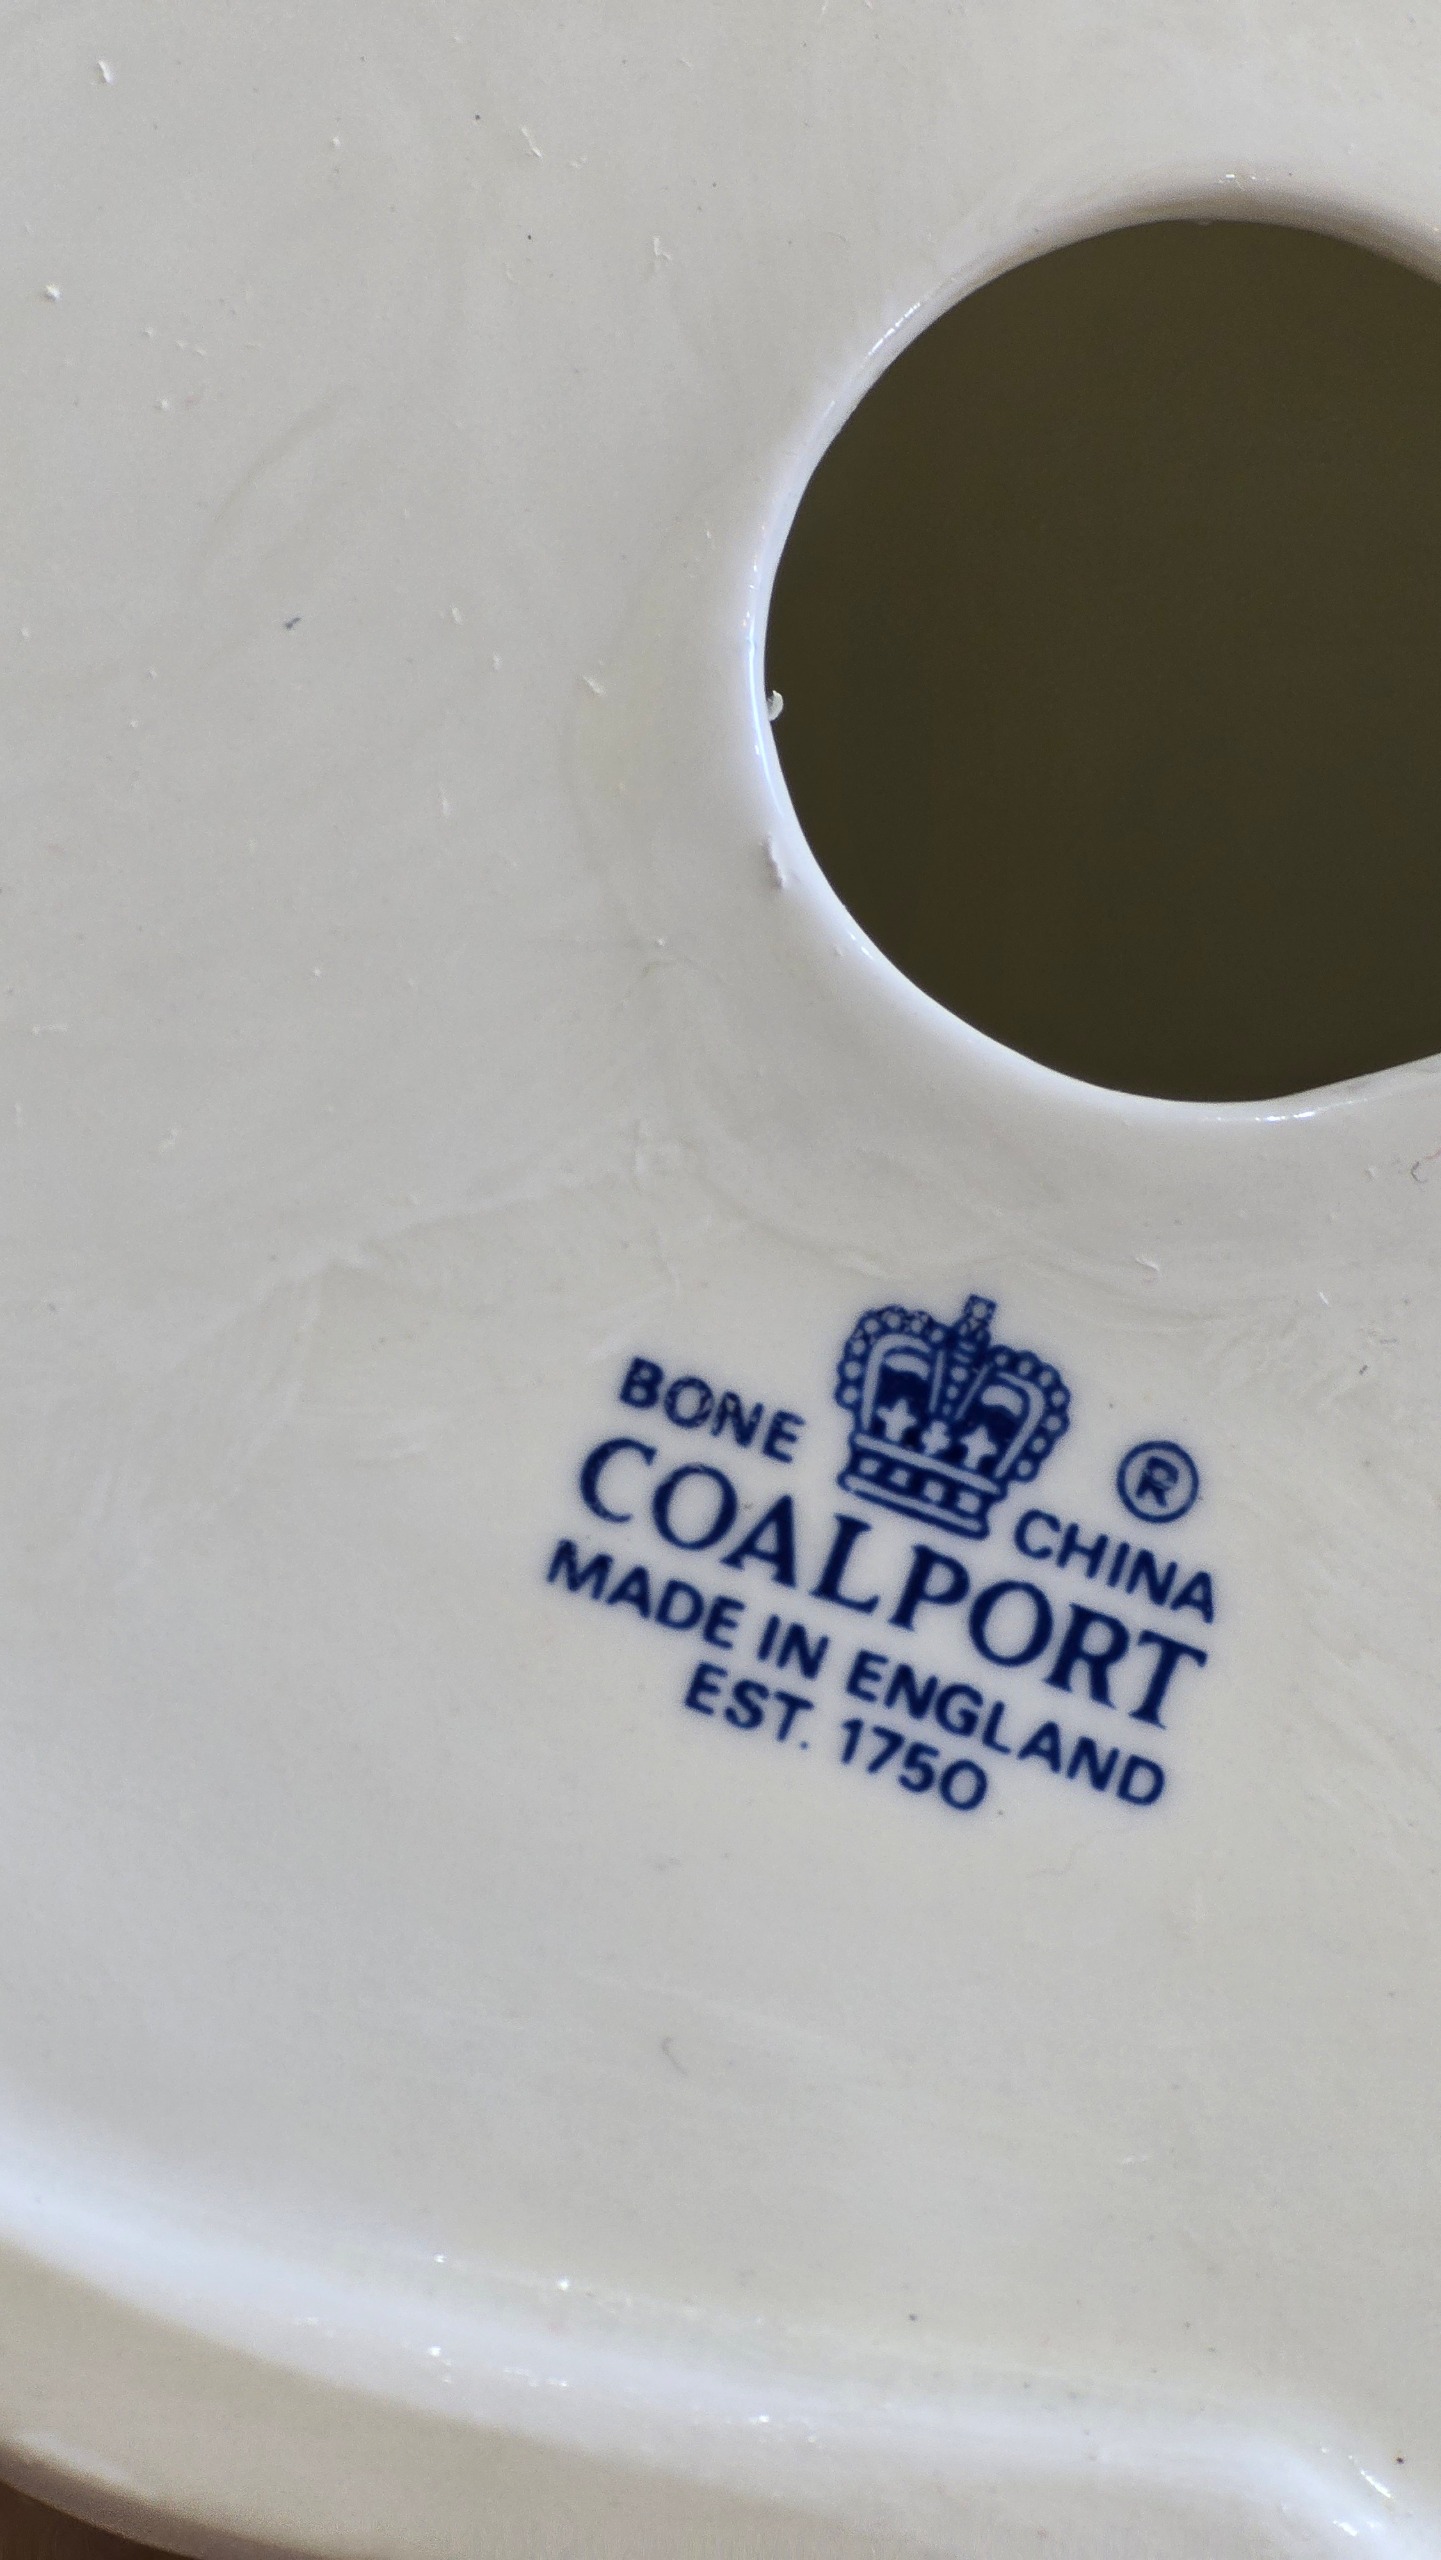 BONE CHINA ®
COALPORT
MADE IN ENGLAND
EST. 1750